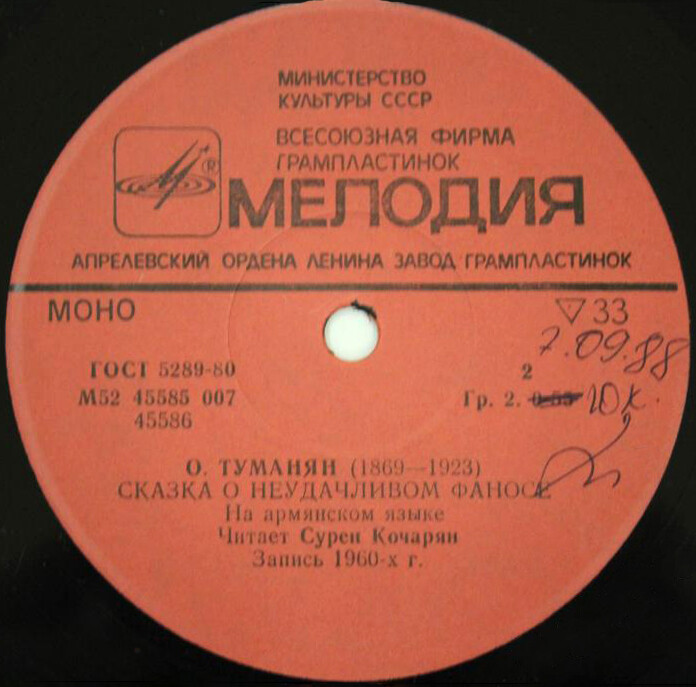 МИНИСТЕРСТВО
КУЛЬТУРЫ СССР
ВСЕСОЮЗНАЯ ФИРМА
ГРАМПЛАСТИНОК
®
МЕЛОДИЯ
АПРЕЛЕВСКИЙ ОРДЕНА ЛЕНИНА ЗАВОД ГРАМПЛАСТИНОК
МОНО
▽ 33
7.09.88
ГОСТ 5289-80
2
М52 45585 007
Гр. 2. 0-55 10к.
45586
О. ТУМАНЯН (1869—1923)
СКАЗКА О НЕУДАЧЛИВОМ ФАНОСЕ
На армянском языке
Читает Сурен Кочарян
Запись 1960-х г.